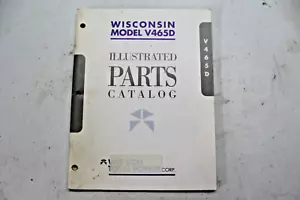 WISCONSIN
MODEL V465D
ILLUSTRATED
PARTS
CATALOG
V465D
CORP.